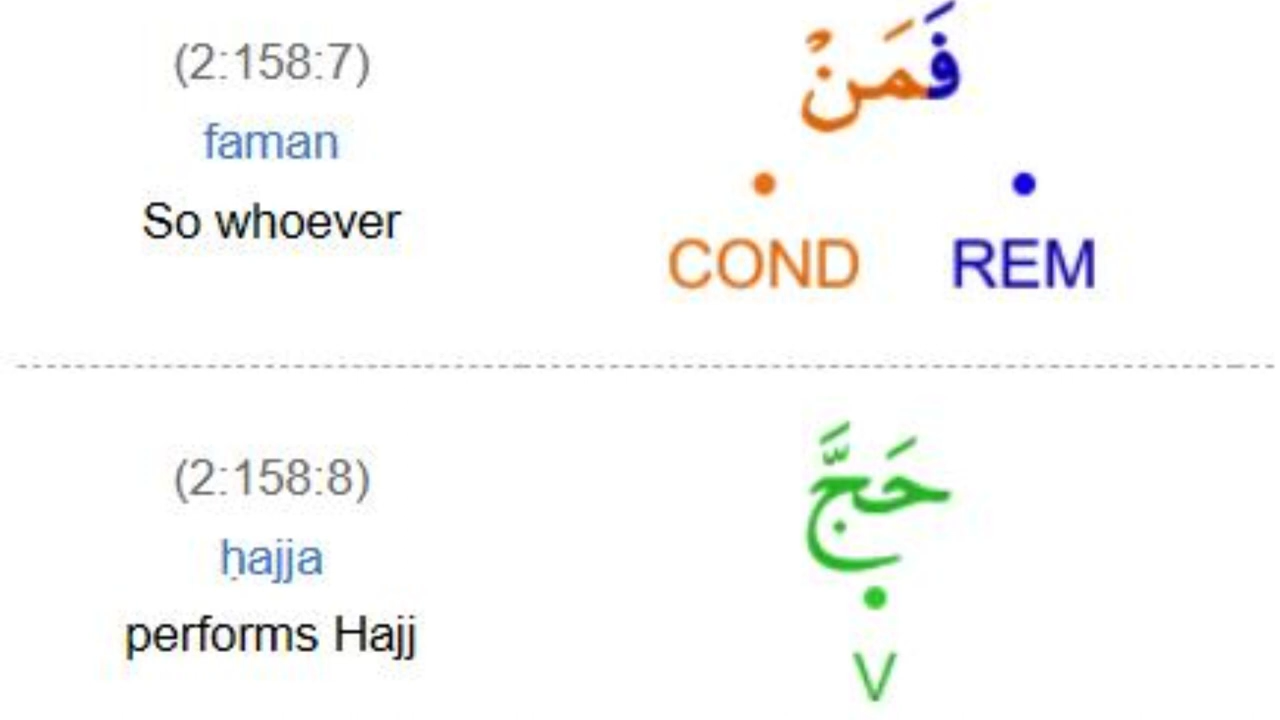 (2:158:7)
faman
So whoever
فَمَنْ
COND REM
(2:158:8)
ḥajja
performs Hajj
حَجَّ
V